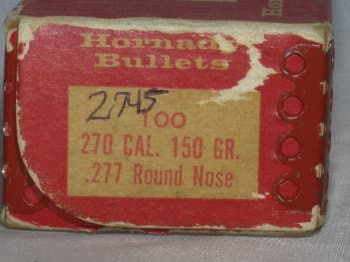 Hornady
Bullets
2745
100
270 CAL. 150 GR.
.277 Round Nose